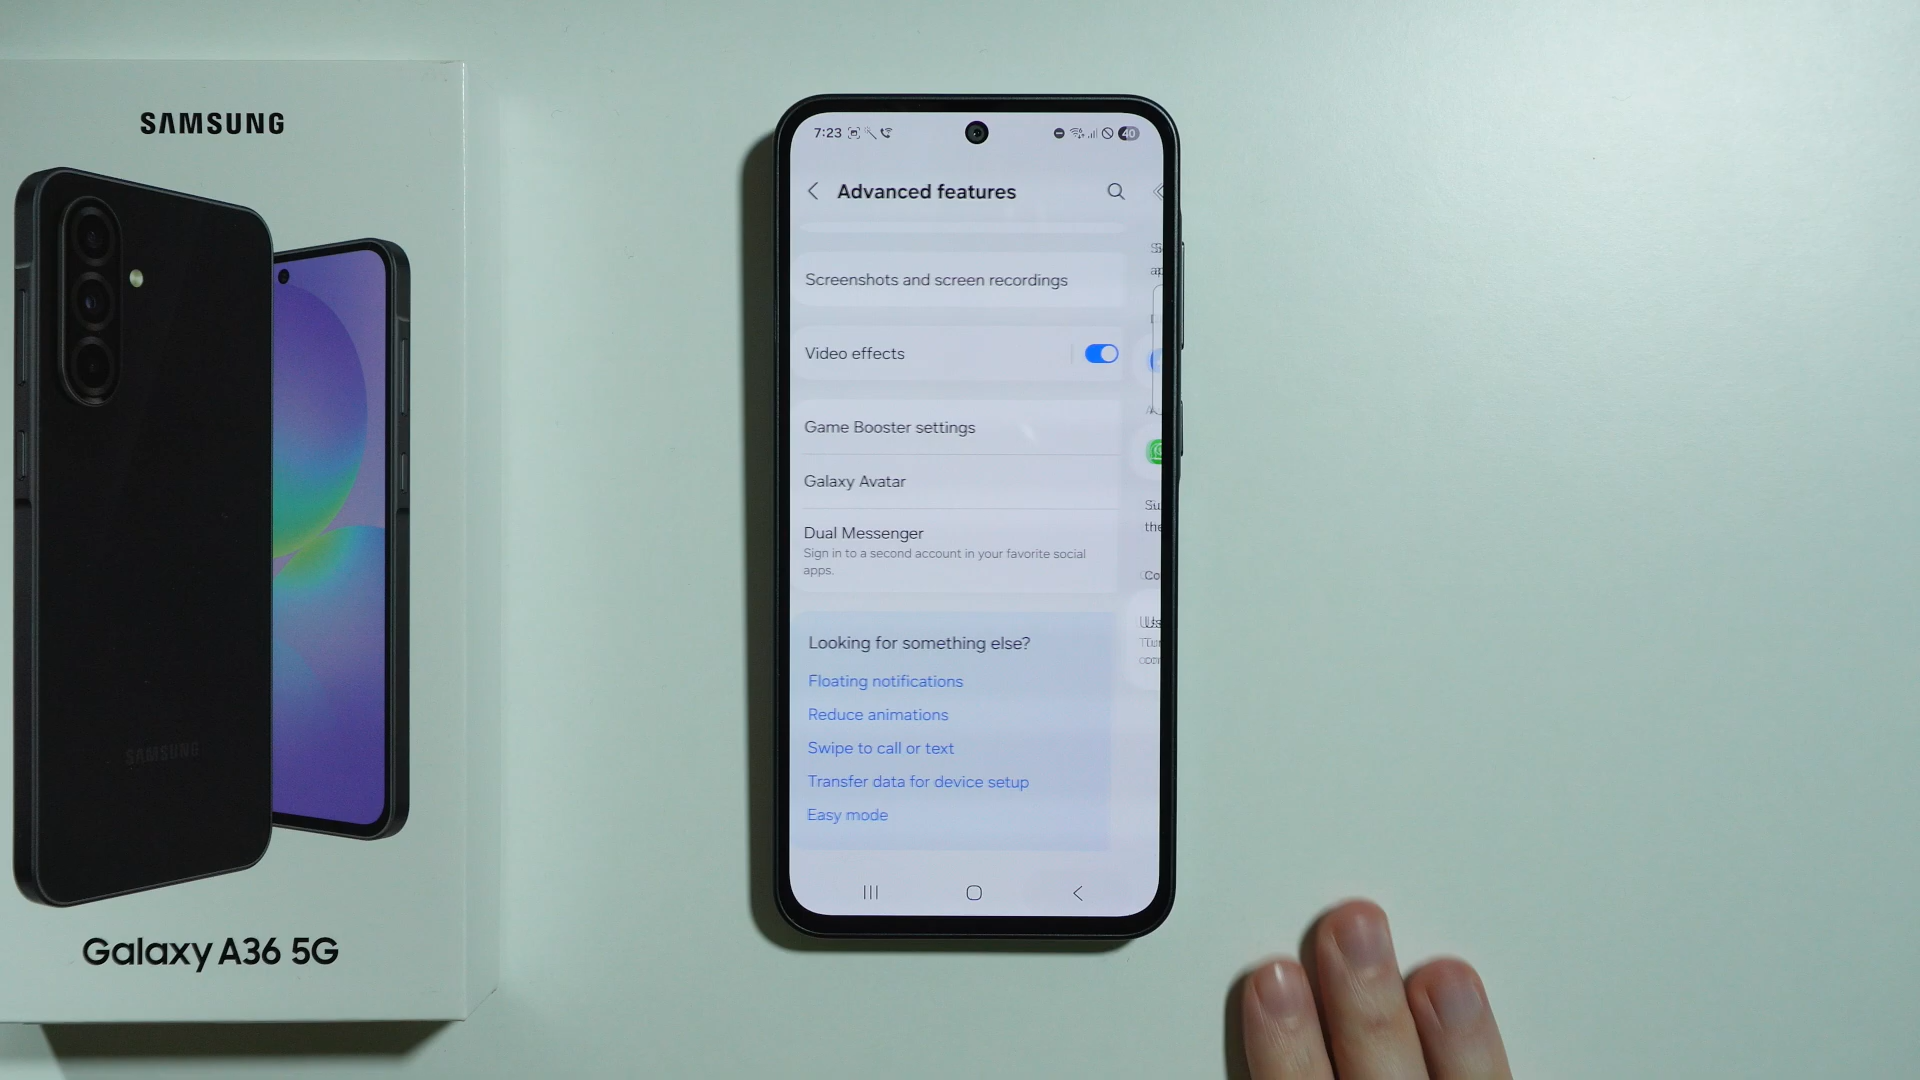 SAMSUNG
SAMSUNG
Galaxy A36 5G
7:23
40
Advanced features
Screenshots and screen recordings
Video effects
Game Booster settings
Galaxy Avatar
Dual Messenger
Sign in to a second account in your favorite social
apps.
Looking for something else?
Floating notifications
Reduce animations
Swipe to call or text
Transfer data for device setup
Easy mode